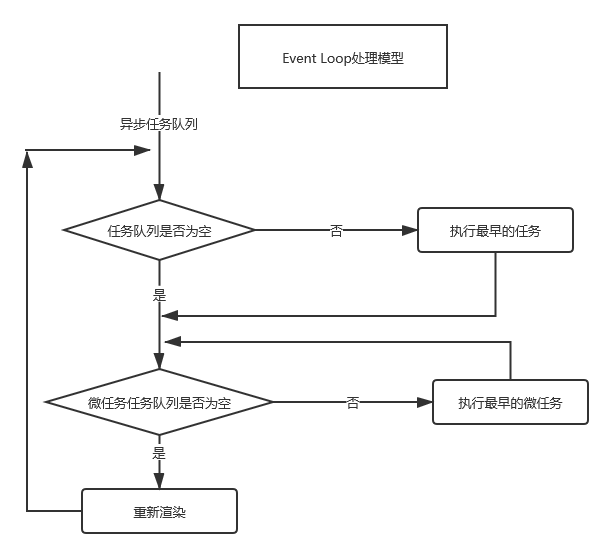 Event Loop处理模型
异步任务队列
任务队列是否为空
否
执行最早的任务
是
微任务任务队列是否为空
否
执行最早的微任务
是
重新渲染